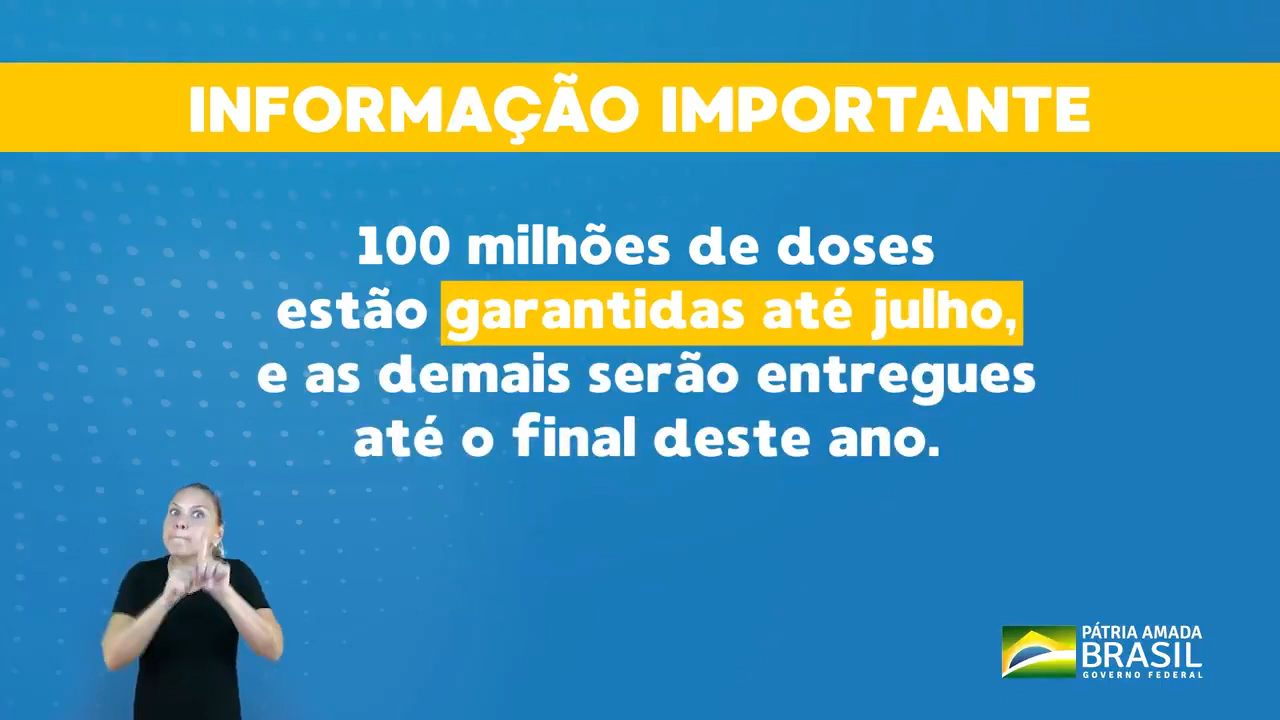 INFORMAÇÃO IMPORTANTE
100 milhões de doses
estão garantidas até julho,
e as demais serão entregues
até o final deste ano.
PÁTRIA AMADA
BRASIL
GOVERNO FEDERAL